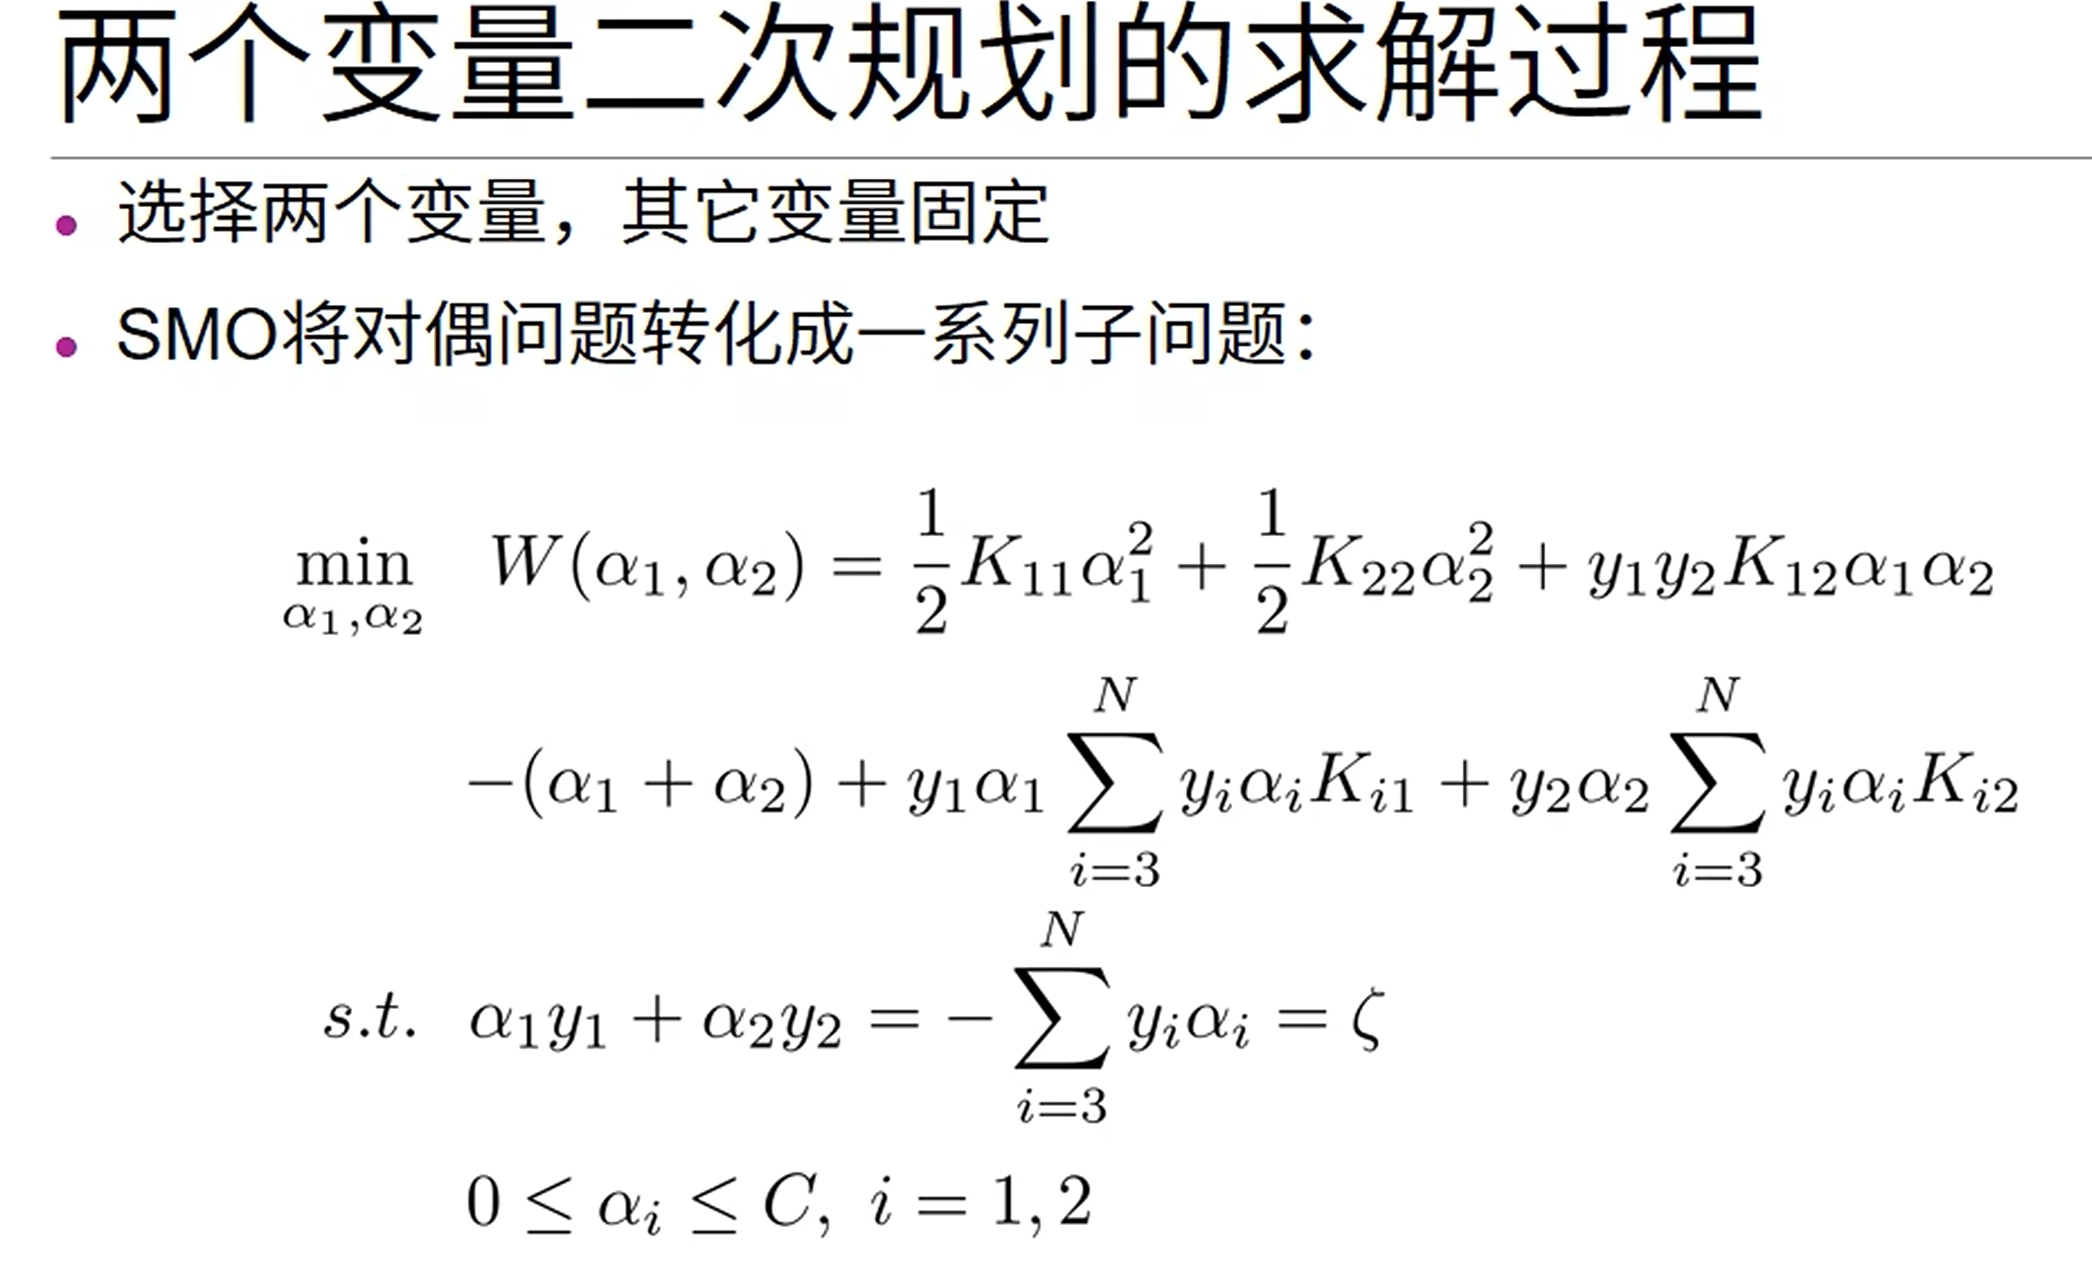 两个变量二次规划的求解过程
• 选择两个变量，其它变量固定
• SMO将对偶问题转化成一系列子问题：
$\min_{\alpha_1,\alpha_2} \quad W(\alpha_1, \alpha_2) = \frac{1}{2}K_{11}\alpha_1^2 + \frac{1}{2}K_{22}\alpha_2^2 + y_1y_2K_{12}\alpha_1\alpha_2$
$-(\alpha_1 + \alpha_2) + y_1\alpha_1\sum_{i=3}^{N} y_i\alpha_iK_{i1} + y_2\alpha_2\sum_{i=3}^{N} y_i\alpha_iK_{i2}$
$s.t. \quad \alpha_1y_1 + \alpha_2y_2 = -\sum_{i=3}^{N} y_i\alpha_i = \zeta$
$0 \leq \alpha_i \leq C, \ i = 1, 2$